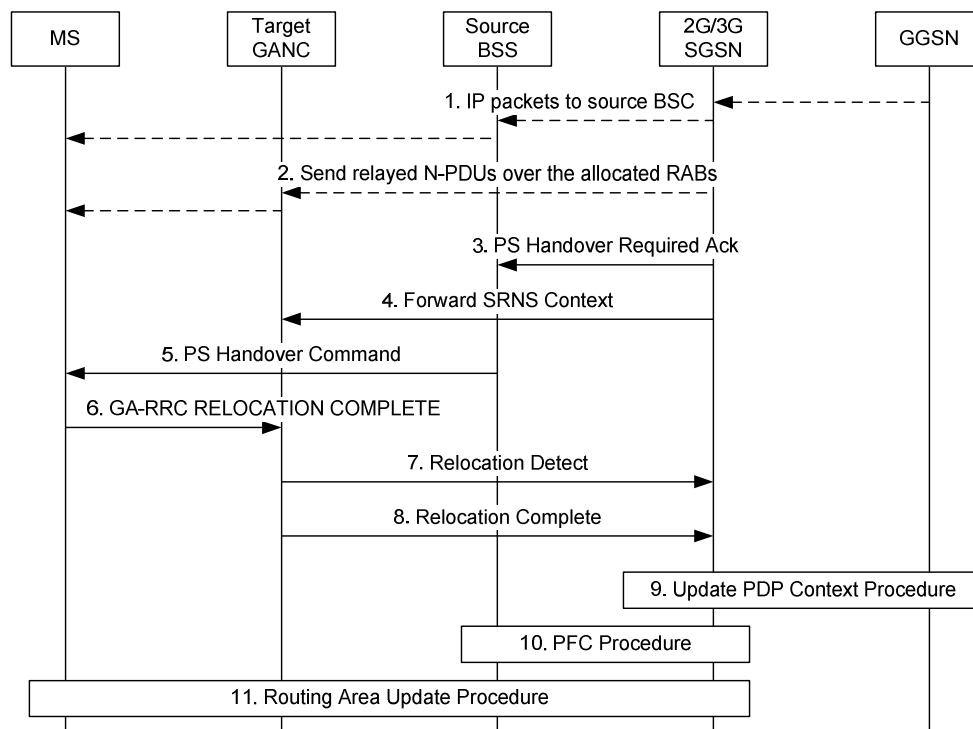 MS
Target
GANC
Source
BSS
2G/3G
SGSN
GGSN
1. IP packets to source BSC
2. Send relayed N-PDUs over the allocated RABs
3. PS Handover Required Ack
4. Forward SRNS Context
5. PS Handover Command
6. GA-RRC RELOCATION COMPLETE
7. Relocation Detect
8. Relocation Complete
9. Update PDP Context Procedure
10. PFC Procedure
11. Routing Area Update Procedure